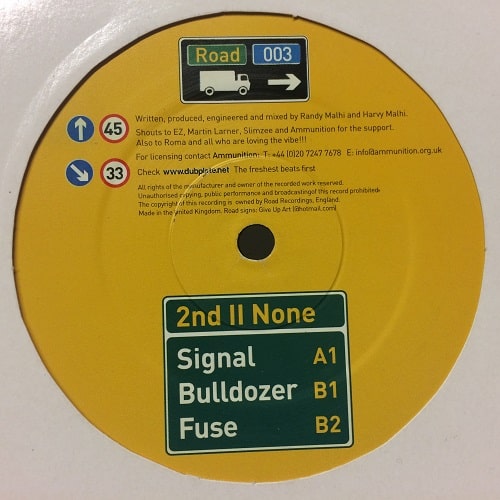 Road 003
45 Written, produced, engineered and mixed by Randy Malhi and Harvy Malhi.
Shouts to EZ, Martin Larner, Slimzee and Ammunition for the support.
Also to Roma and all who are loving the vibe!!!
For licensing contact Ammunition: T: +44 (0)20 7247 7678 E: info@ammunition.org.uk
33 Check www.dubplate.net The freshest beats first
All rights of the manufacturer and owner of the recorded work reserved.
Unauthorised copying, public performance and broadcasting of this record prohibited.
The copyright of this recording is owned by Road Recordings, England.
Made in the United Kingdom. Road signs: Give Up Art (@hotmail.com)
2nd II None
Signal A1
Bulldozer B1
Fuse B2